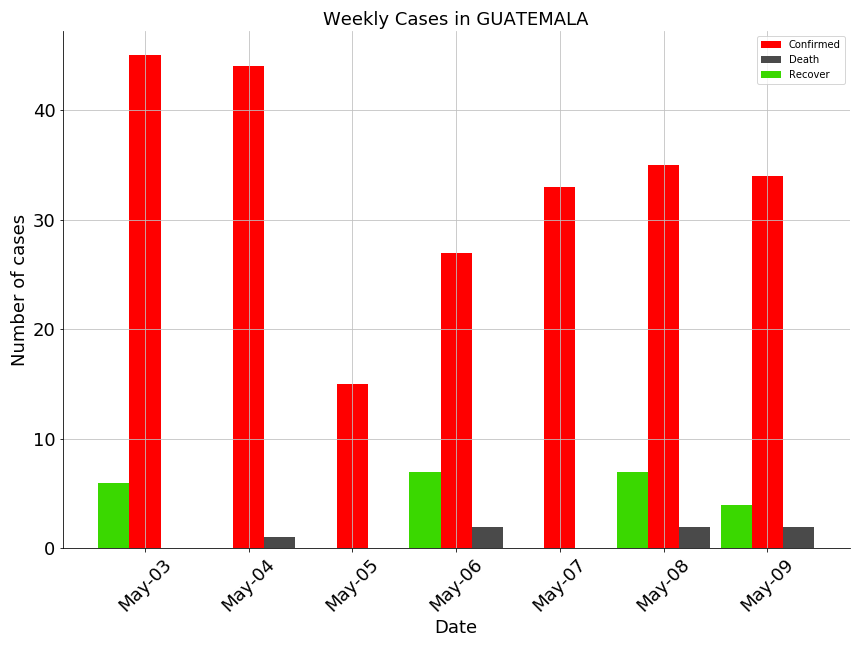 Weekly Cases in GUATEMALA
Confirmed
Death
Recover
Number of cases
40
30
20
10
0
May-03
May-04
May-05
May-06
May-07
May-08
May-09
Date